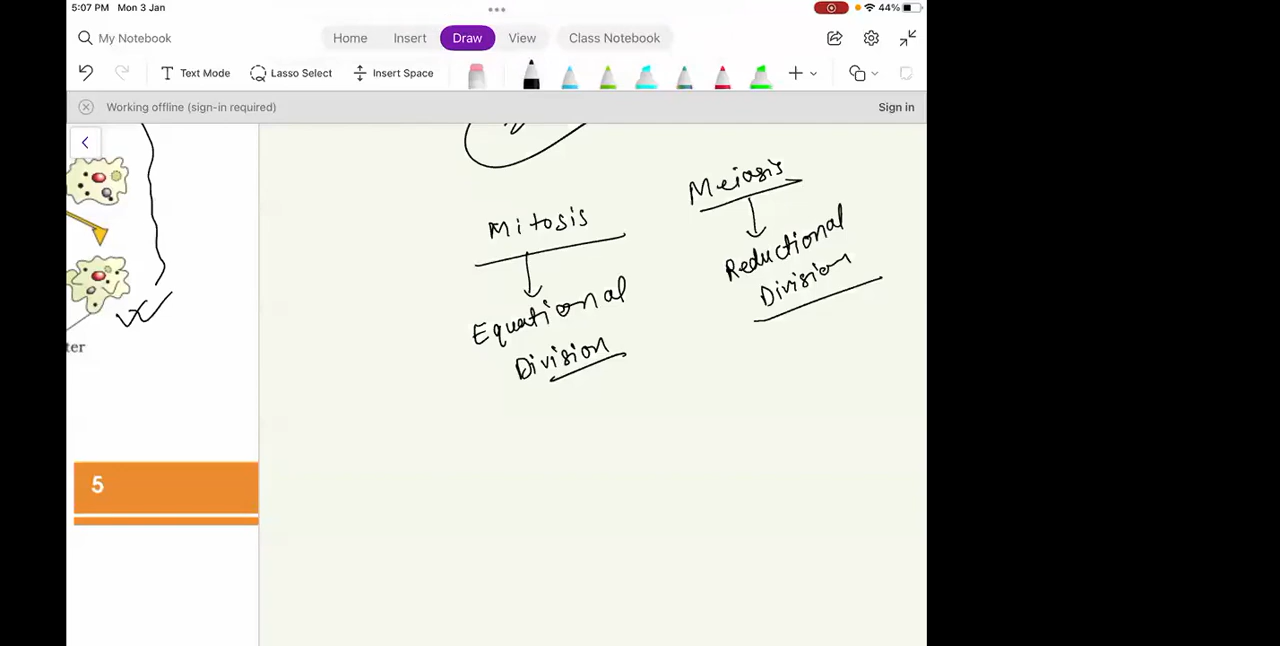 5:07 PM Mon 3 Jan
44%
My Notebook
Home Insert Draw View Class Notebook
Text Mode Lasso Select Insert Space
Working offline (sign-in required) Sign in
Meiosis
Mitosis
Reductional
Division
Equational
Division
ter
5